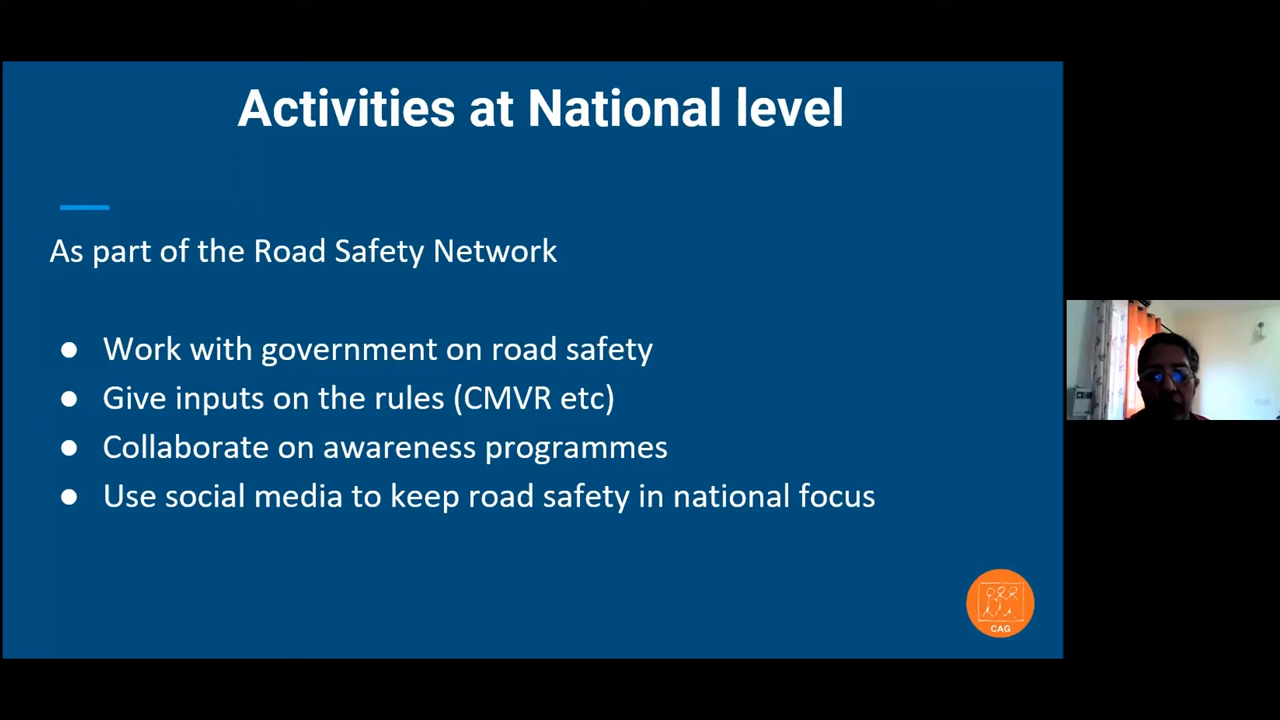 Activities at National level
As part of the Road Safety Network
● Work with government on road safety
● Give inputs on the rules (CMVR etc)
● Collaborate on awareness programmes
● Use social media to keep road safety in national focus
CAG